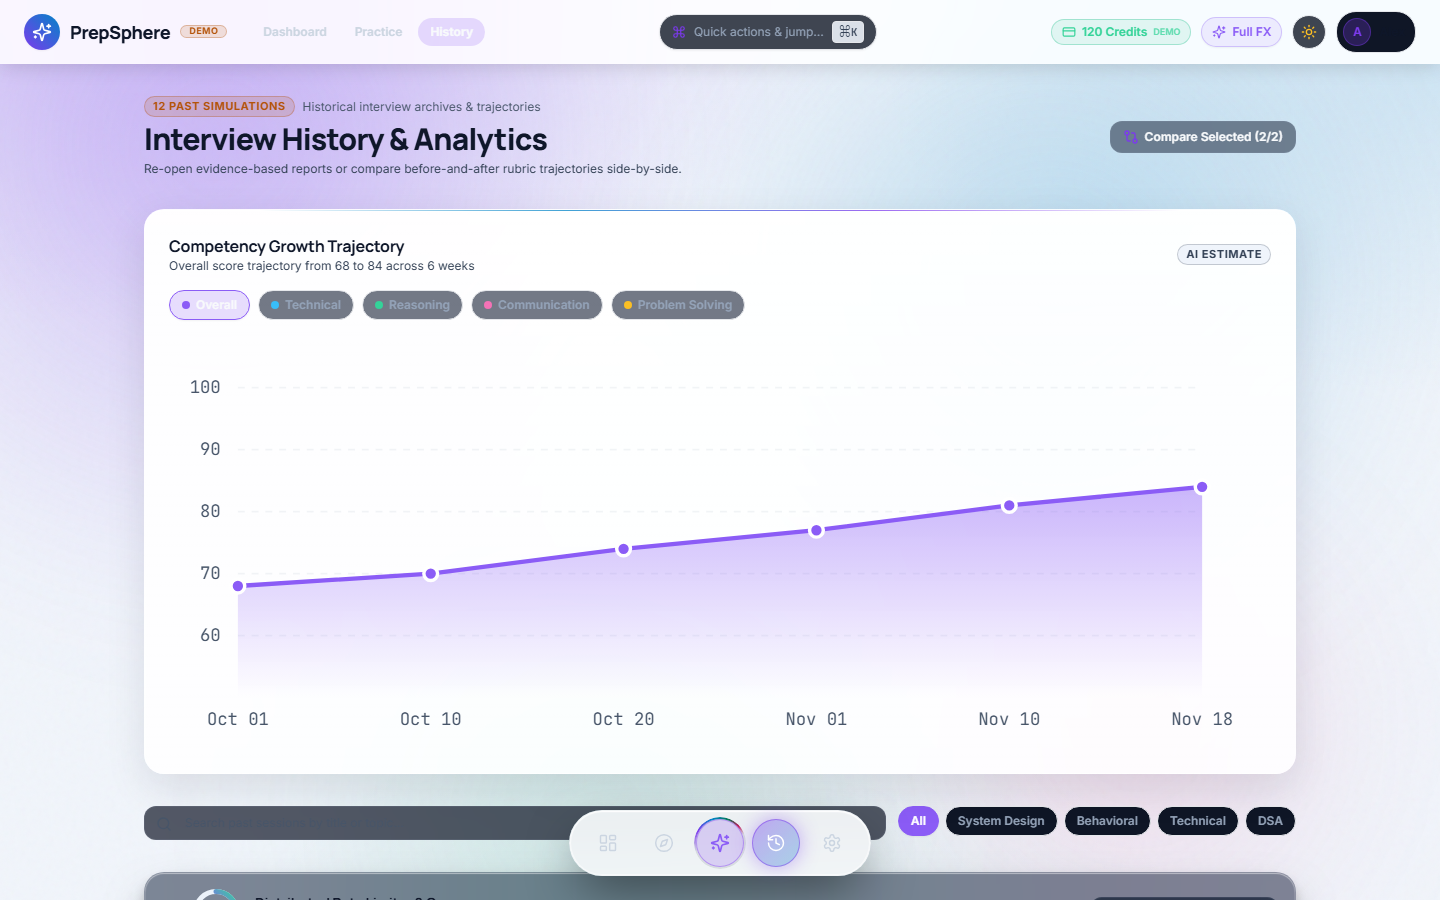 PrepSphere DEMO Dashboard Practice History Quick actions & jump... ⌘K 120 Credits DEMO Full FX A
12 PAST SIMULATIONS Historical interview archives & trajectories
Interview History & Analytics
Compare Selected (2/2)
Re-open evidence-based reports or compare before-and-after rubric trajectories side-by-side.
Competency Growth Trajectory
AI ESTIMATE
Overall score trajectory from 68 to 84 across 6 weeks
Overall Technical Reasoning Communication Problem Solving
100
90
80
70
60
Oct 01 Oct 10 Oct 20 Nov 01 Nov 10 Nov 18
All System Design Behavioral Technical DSA